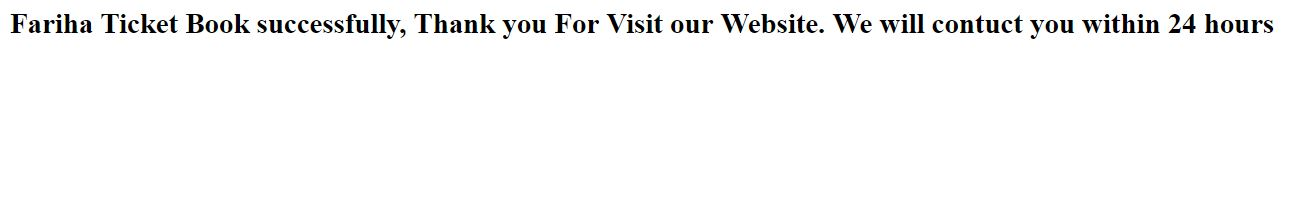 Fariha Ticket Book successfully, Thank you For Visit our Website. We will contuct you within 24 hours